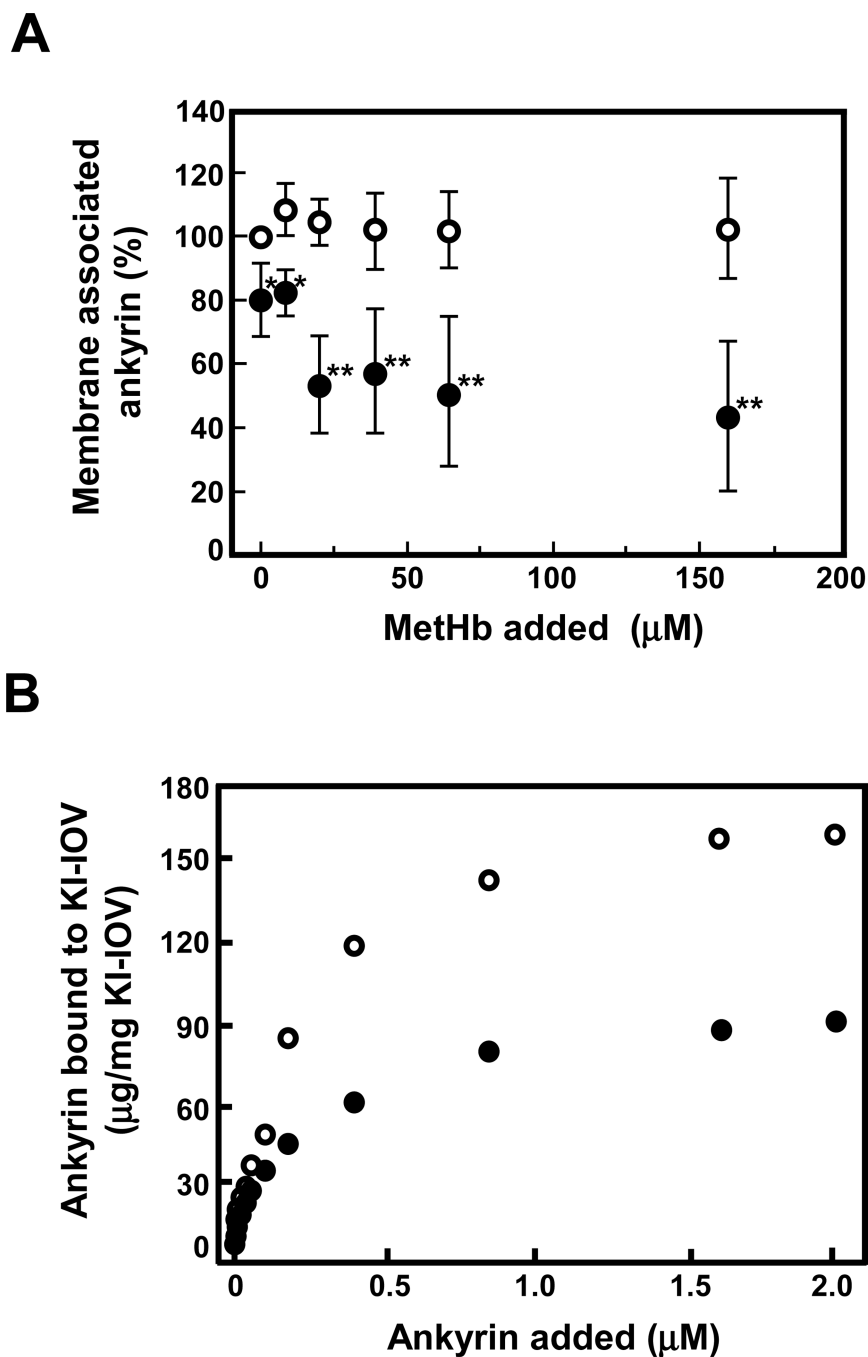 A
Membrane associated
ankyrin (%)
140
120
100
80
60
40
20
0
*
*
**
**
**
**
0 50 100 150 200
MetHb added (μM)
B
Ankyrin bound to KI-IOV
(μg/mg KI-IOV)
180
150
120
90
60
30
0
0 0.5 1.0 1.5 2.0
Ankyrin added (μM)